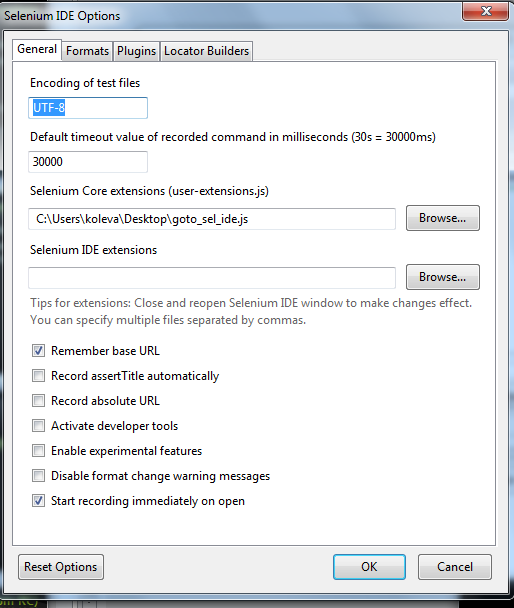 Selenium IDE Options
General Formats Plugins Locator Builders
Encoding of test files
UTF-8
Default timeout value of recorded command in milliseconds (30s = 30000ms)
30000
Selenium Core extensions (user-extensions.js)
C:\Users\koleva\Desktop\goto_sel_ide.js Browse...
Selenium IDE extensions
Browse...
Tips for extensions: Close and reopen Selenium IDE window to make changes effect.
You can specify multiple files separated by commas.
Remember base URL
Record assertTitle automatically
Record absolute URL
Activate developer tools
Enable experimental features
Disable format change warning messages
Start recording immediately on open
Reset Options OK Cancel